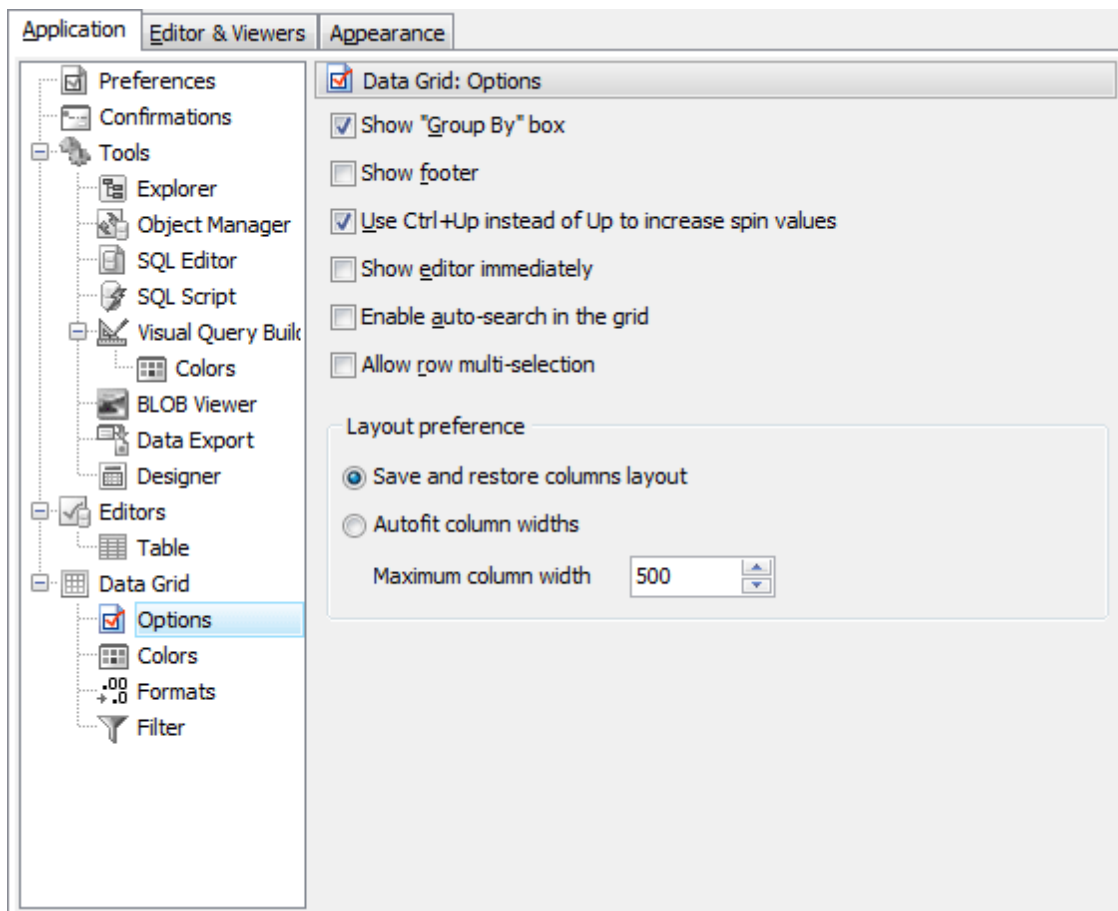 Application
Editor & Viewers
Appearance
Preferences
Confirmations
Tools
Explorer
Object Manager
SQL Editor
SQL Script
Visual Query Build
Colors
BLOB Viewer
Data Export
Designer
Editors
Table
Data Grid
Options
Colors
Formats
Filter
Data Grid: Options
Show "Group By" box
Show footer
Use Ctrl+Up instead of Up to increase spin values
Show editor immediately
Enable auto-search in the grid
Allow row multi-selection
Layout preference
Save and restore columns layout
Autofit column widths
Maximum column width 500